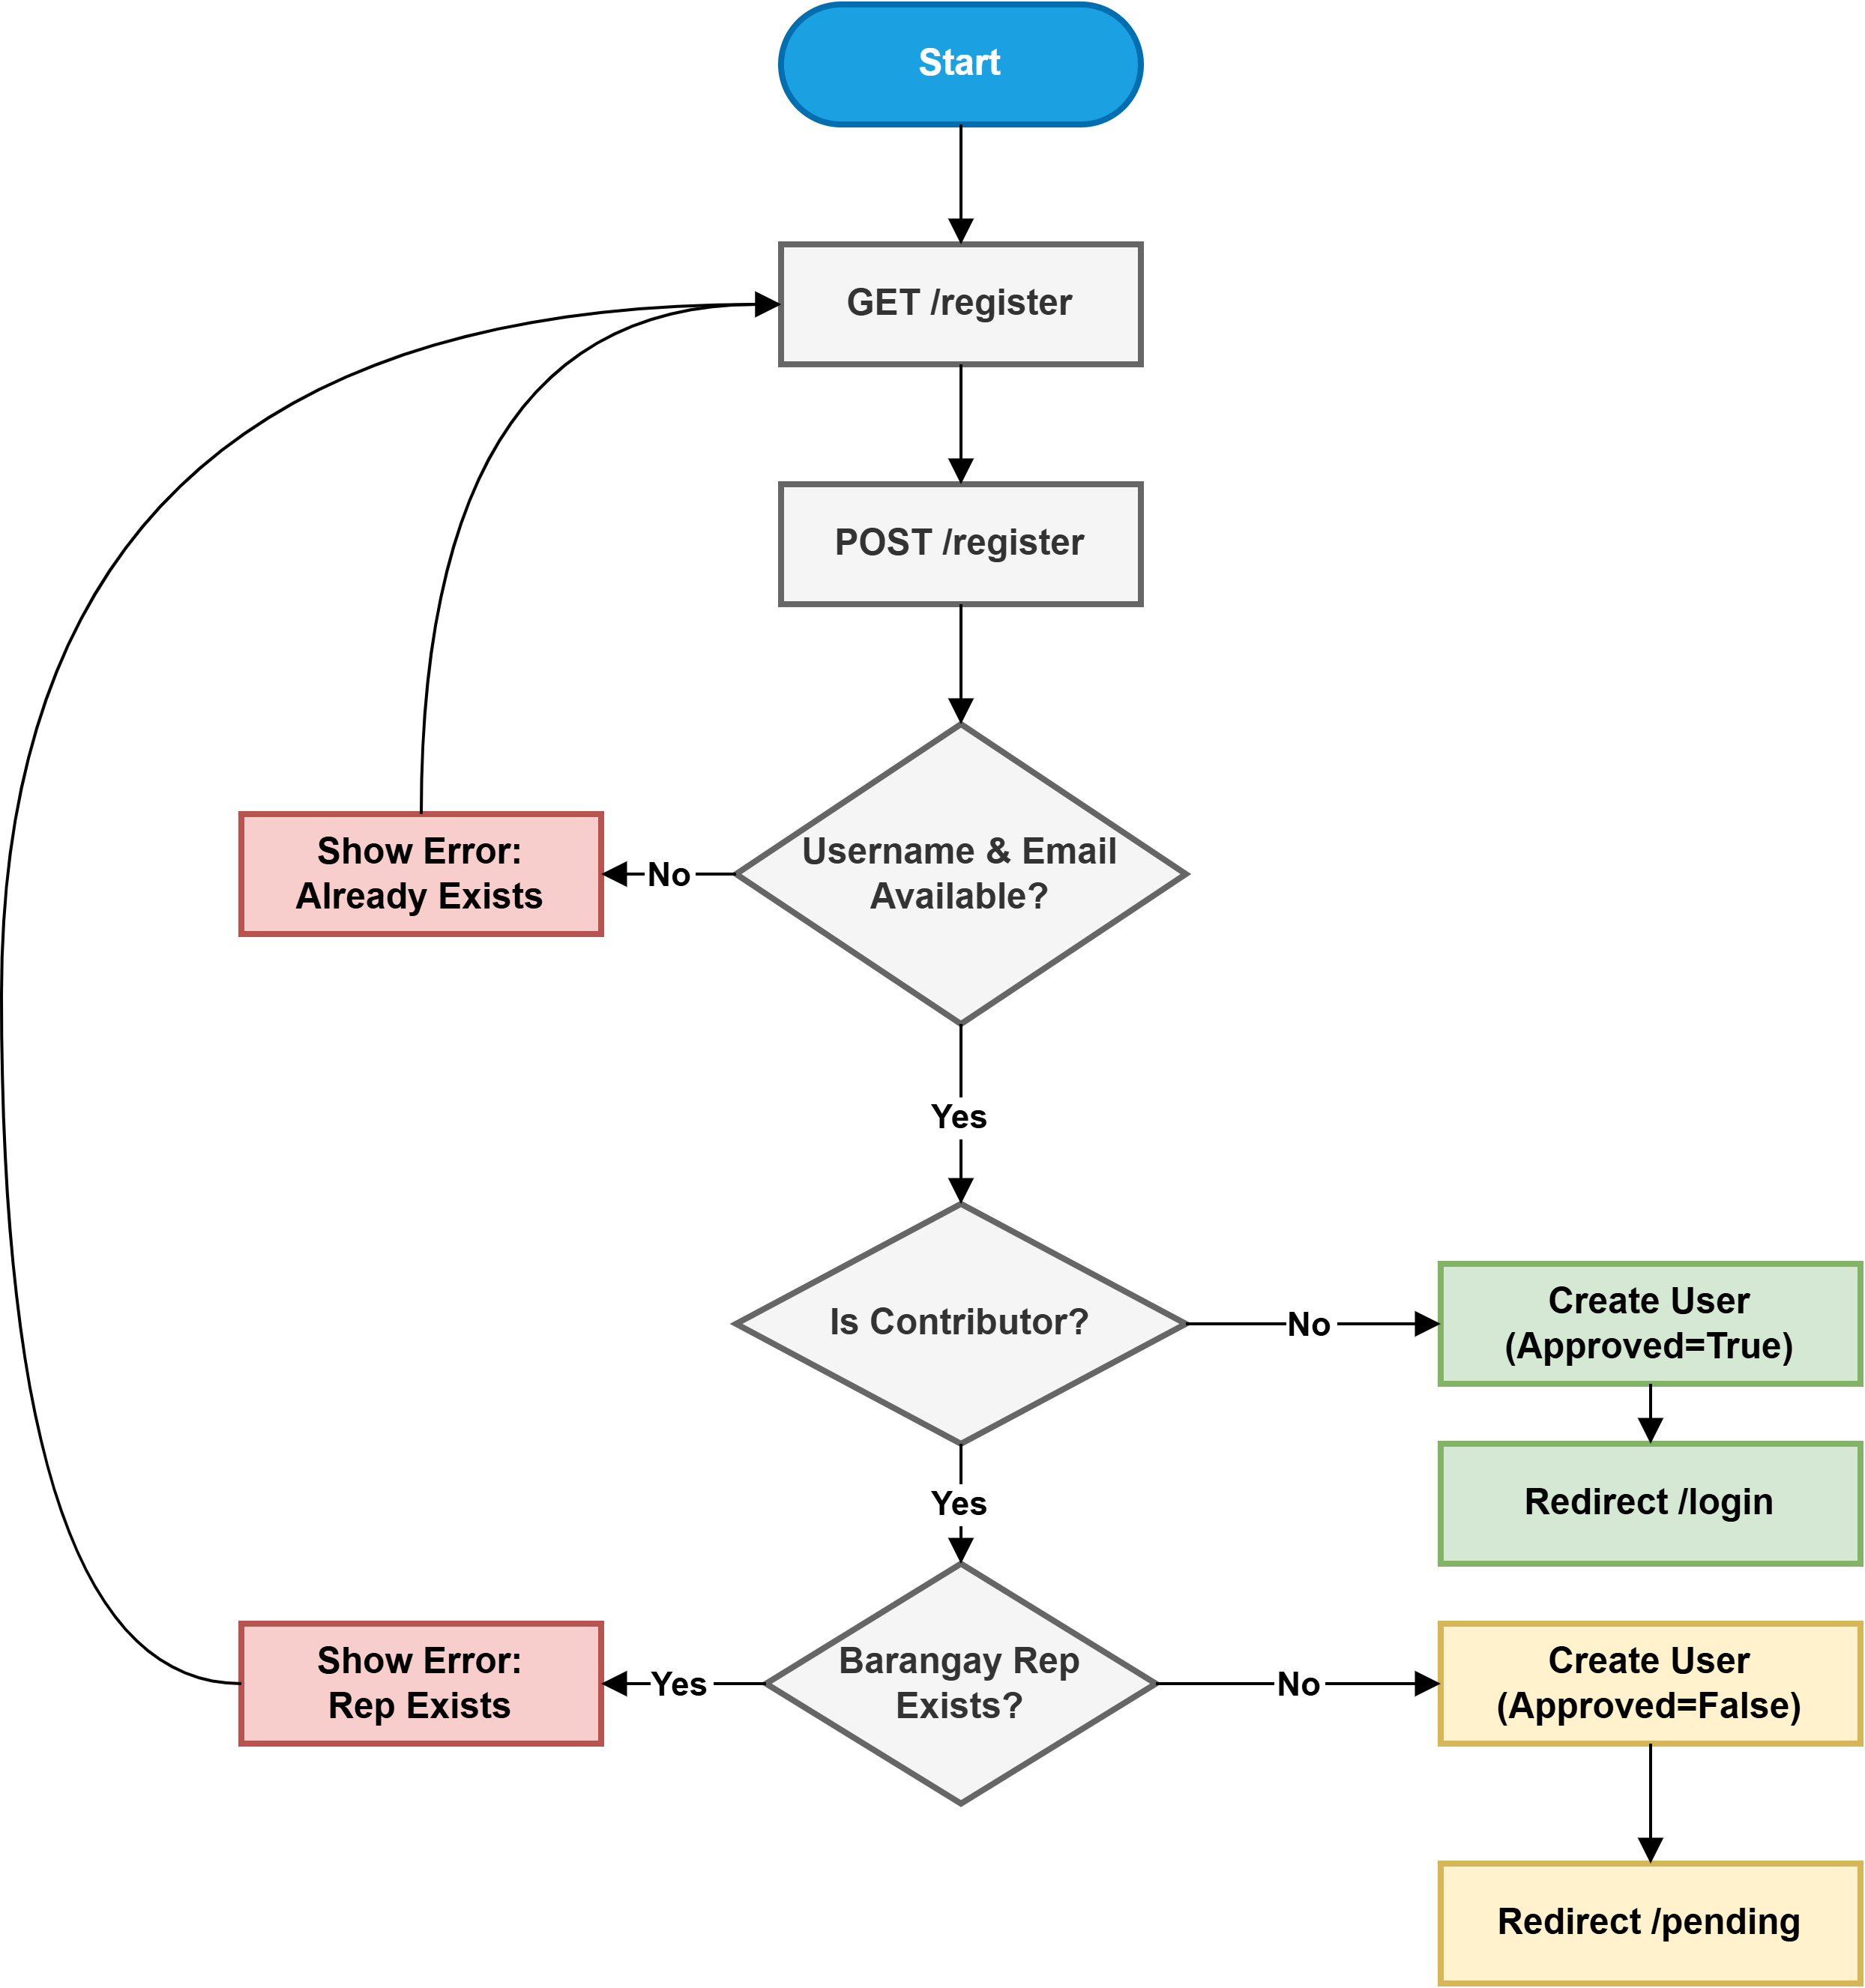 Start
GET /register
POST /register
Username & Email
Available?
No
Show Error:
Already Exists
Yes
Is Contributor?
No
Create User
(Approved=True)
Redirect /login
Yes
Barangay Rep
Exists?
Yes
Show Error:
Rep Exists
No
Create User
(Approved=False)
Redirect /pending